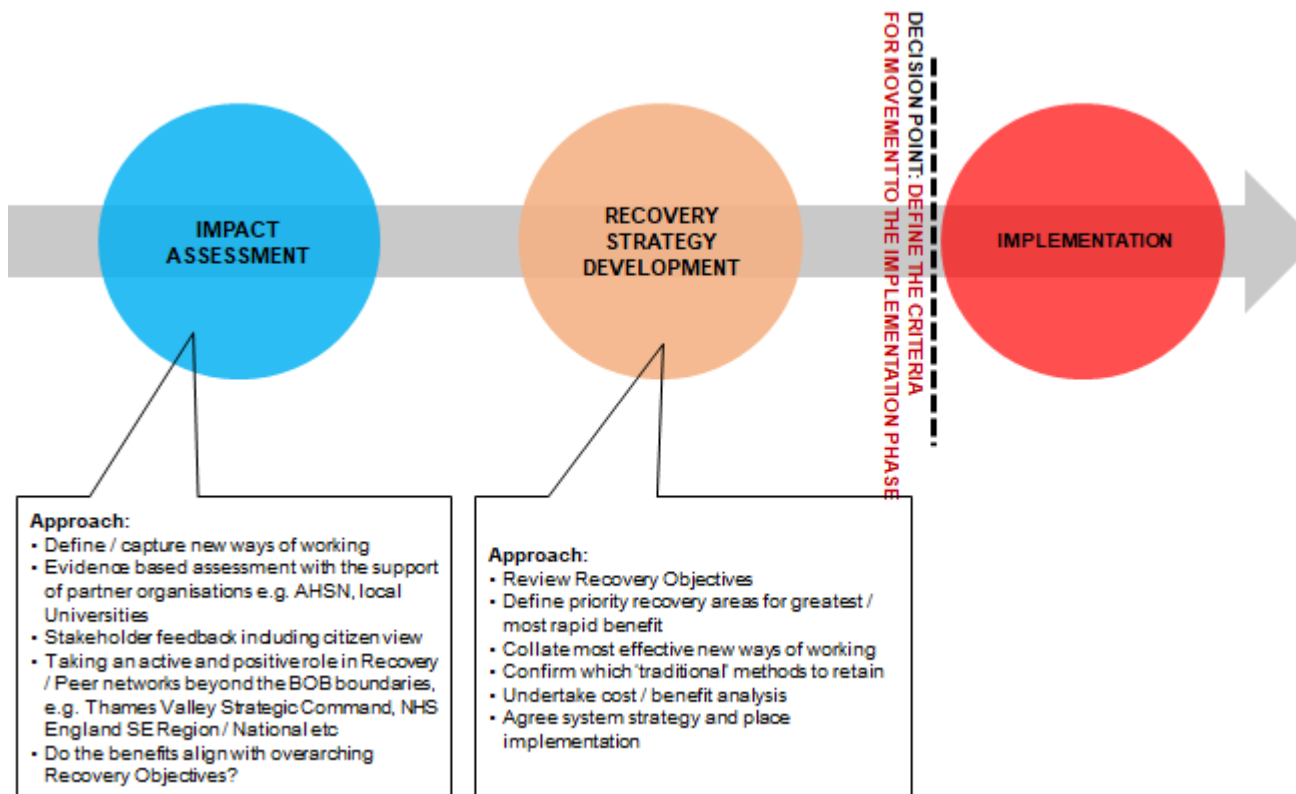 IMPACT
ASSESSMENT
RECOVERY
STRATEGY
DEVELOPMENT
DECISION POINT: DEFINE THE CRITERIA
FOR MOVEMENT TO THE IMPLEMENTATION PHASE
IMPLEMENTATION
Approach:
• Define / capture new ways of working
• Evidence based assessment with the support
of partner organisations e.g. AHSN, local
Universities
• Stakeholder feedback including citizen view
• Taking an active and positive role in Recovery
/ Peer networks beyond the BOB boundaries,
e.g. Thames Valley Strategic Command, NHS
England SE Region / National etc
• Do the benefits align with overarching
Recovery Objectives?
Approach:
• Review Recovery Objectives
• Define priority recovery areas for greatest /
most rapid benefit
• Collate most effective new ways of working
• Confirm which 'traditional' methods to retain
• Undertake cost / benefit analysis
• Agree system strategy and place
implementation